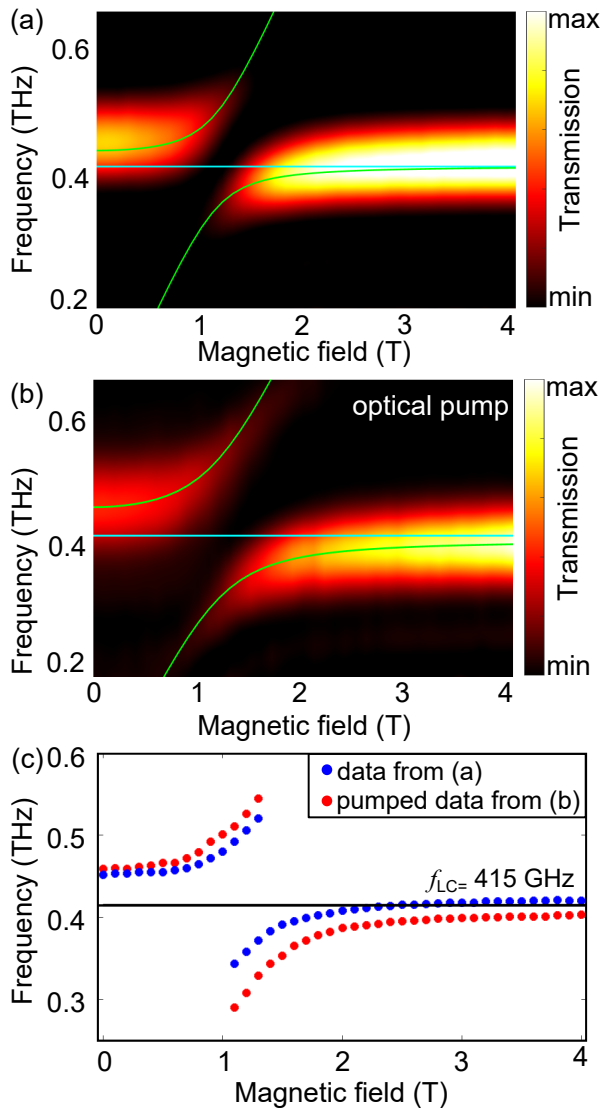 (a)
0.6
0.4
0.2
Frequency (THz)
0
1
2
3
4
Magnetic field (T)
max
Transmission
min
(b)
optical pump
0.6
0.4
0.2
Frequency (THz)
0
1
2
3
4
Magnetic field (T)
max
Transmission
min
(c)
0.6
0.5
0.4
0.3
Frequency (THz)
data from (a)
pumped data from (b)
fLC= 415 GHz
0
1
2
3
4
Magnetic field (T)